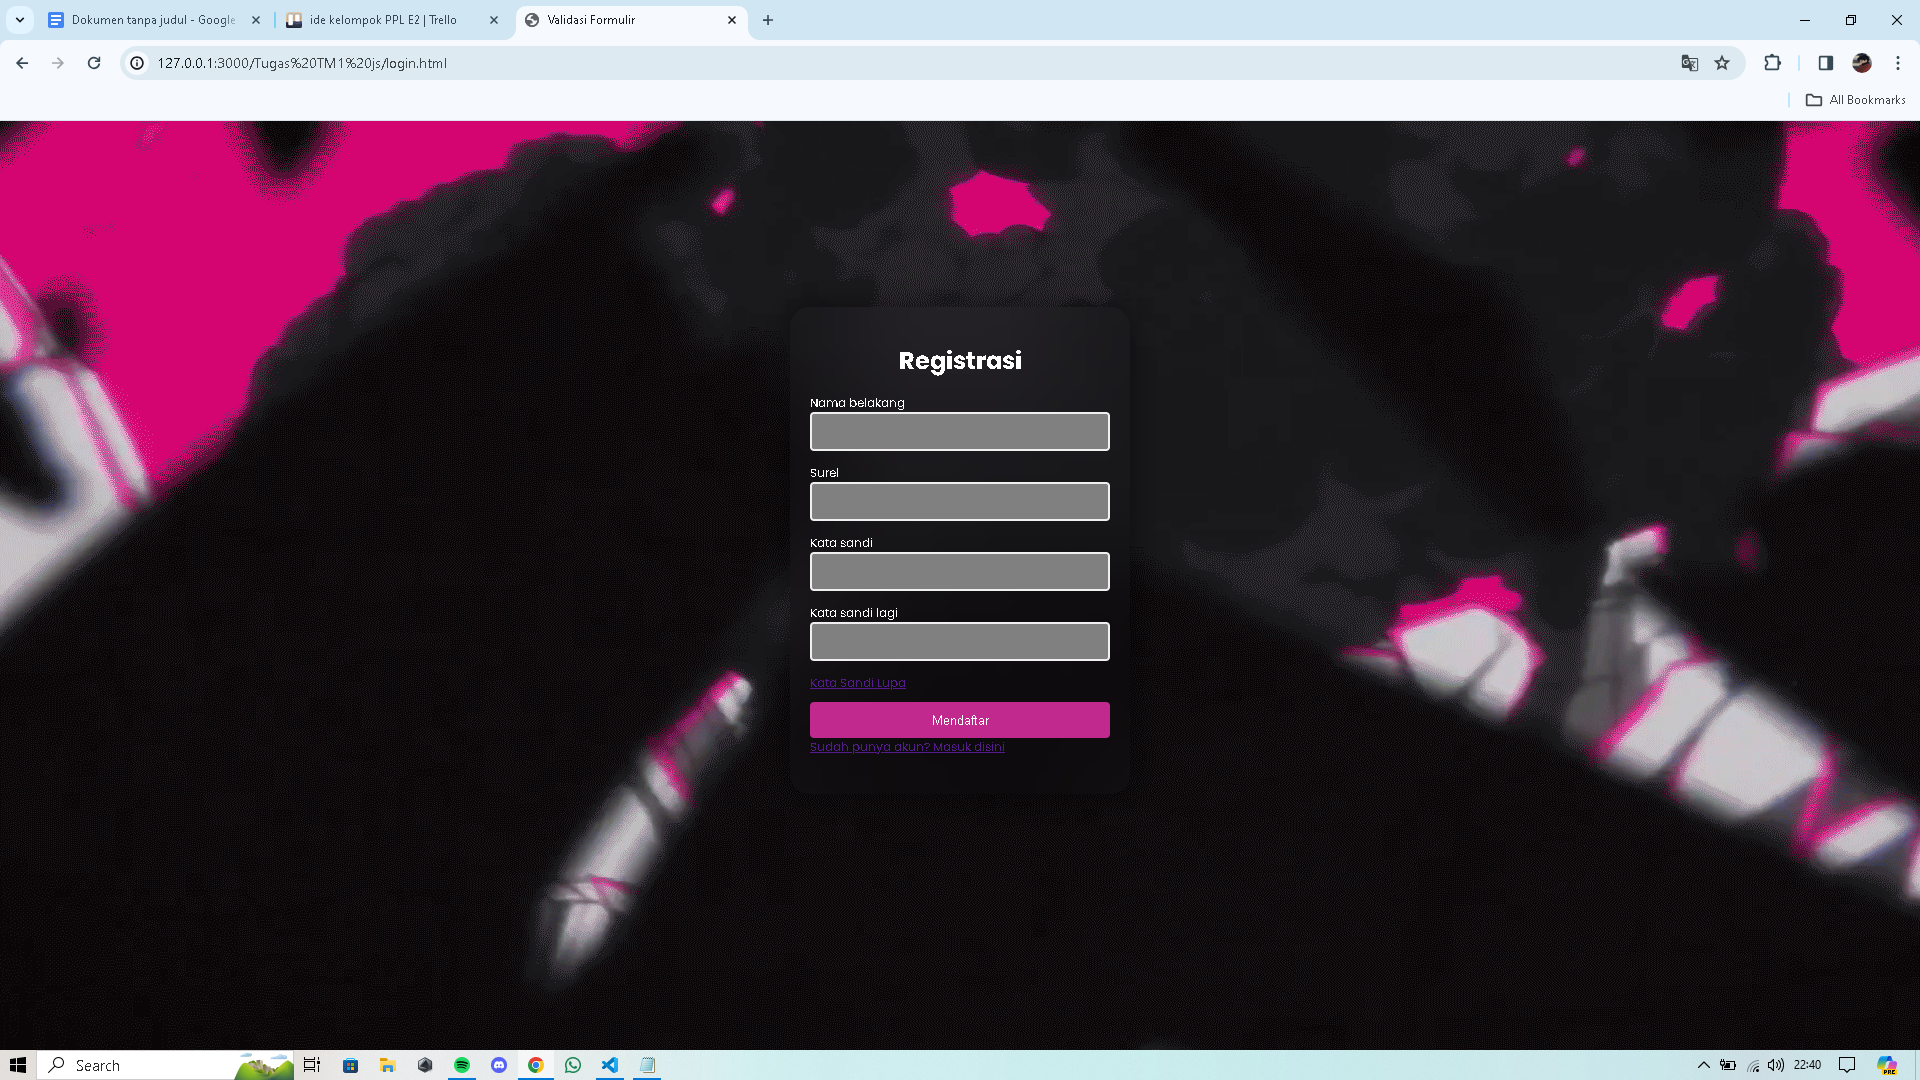 Dokumen tanpa judul - Google
ide kelompok PPL E2 | Trello
Validasi Formulir
127.0.0.1:3000/Tugas%20TM1%20js/login.html
All Bookmarks
Registrasi
Nama belakang
Surel
Kata sandi
Kata sandi lagi
Kata Sandi Lupa
Mendaftar
Sudah punya akun? Masuk disini
Search
22:40
PRE